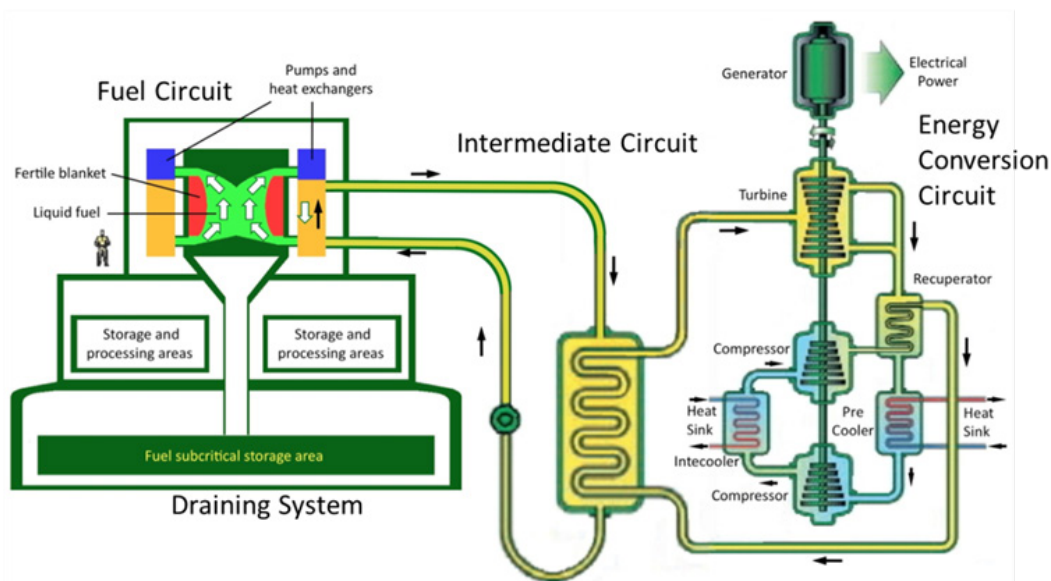 Fuel Circuit
Pumps and
heat exchangers
Fertile blanket
Liquid fuel
Storage and
processing areas
Storage and
processing areas
Fuel subcritical storage area
Draining System
Intermediate Circuit
Generator
Electrical
Power
Energy
Conversion
Circuit
Turbine
Recuperator
Compressor
Heat
Sink
Intecooler
Pre
Cooler
Heat
Sink
Compressor